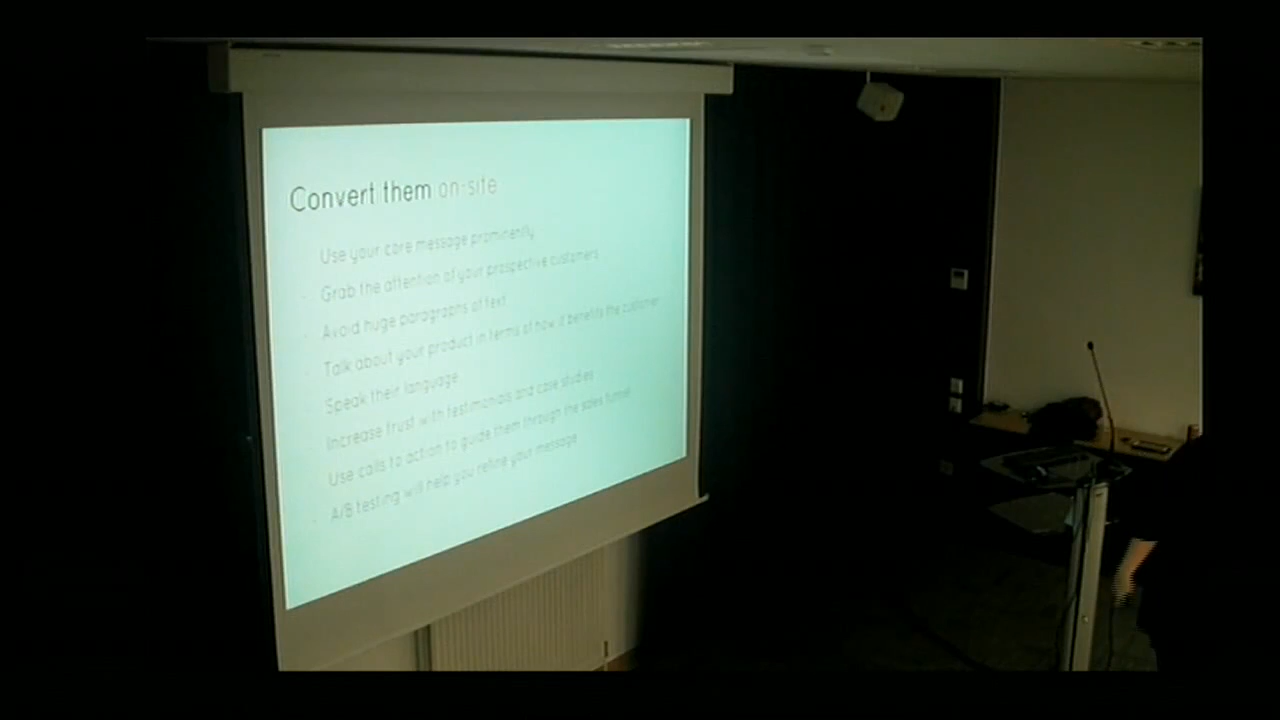 Convert them on-site
Use your core message prominently
Grab the attention of your prospective customers
Avoid huge paragraphs of text
Talk about your product in terms of how it benefits the customer
Speak their language
Increase trust with testimonials and case studies
Use calls to action to guide them through the sales funnel
A/B testing will help you refine your message